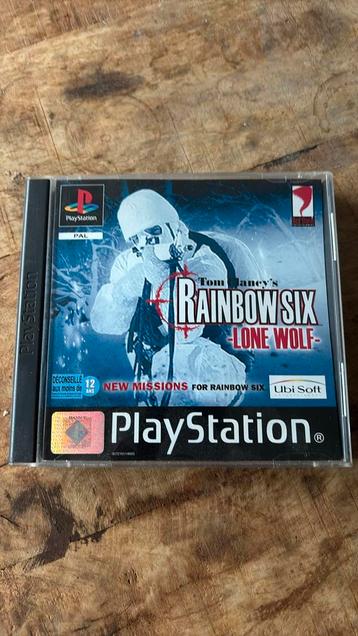 PlayStation
PlayStation
PAL
Tom Clancy's
RAINBOW SIX
-LONE WOLF-
DÉCONSEILLÉ
aux moins de
12
ANS
NEW MISSIONS FOR RAINBOW SIX
Ubi Soft
PlayStation®